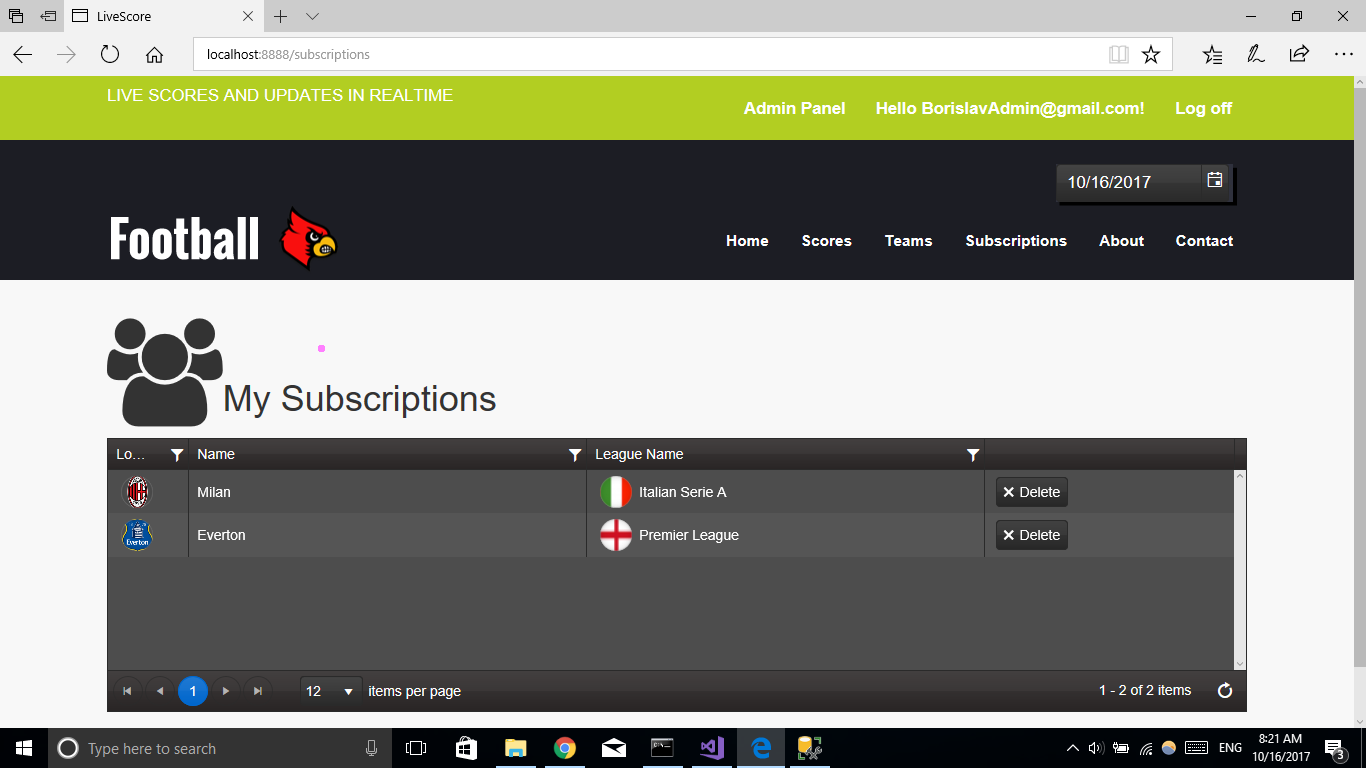 LiveScore
localhost:8888/subscriptions
LIVE SCORES AND UPDATES IN REALTIME
Admin Panel Hello BorislavAdmin@gmail.com! Log off
10/16/2017
Football
Home Scores Teams Subscriptions About Contact
My Subscriptions
Lo... Name League Name
Milan Italian Serie A Delete
Everton
Everton Premier League Delete
1 12 items per page 1 - 2 of 2 items
Type here to search
ENG
8:21 AM
10/16/2017
3